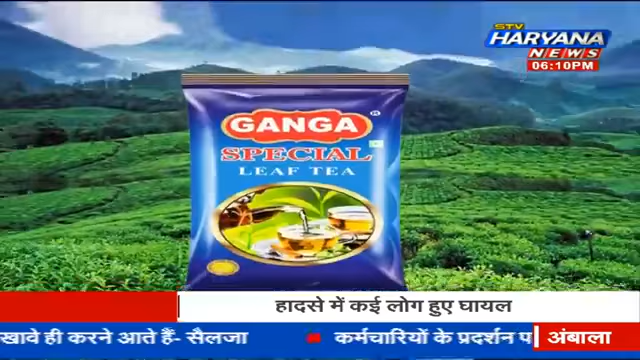 STV
HARYANA
NEWS
06:10PM
GANGA
SPECIAL
LEAF TEA
हादसे में कई लोग हुए घायल
खावे ही करने आते हैं- सैलजा
कर्मचारियों के प्रदर्शन प
अंबाला